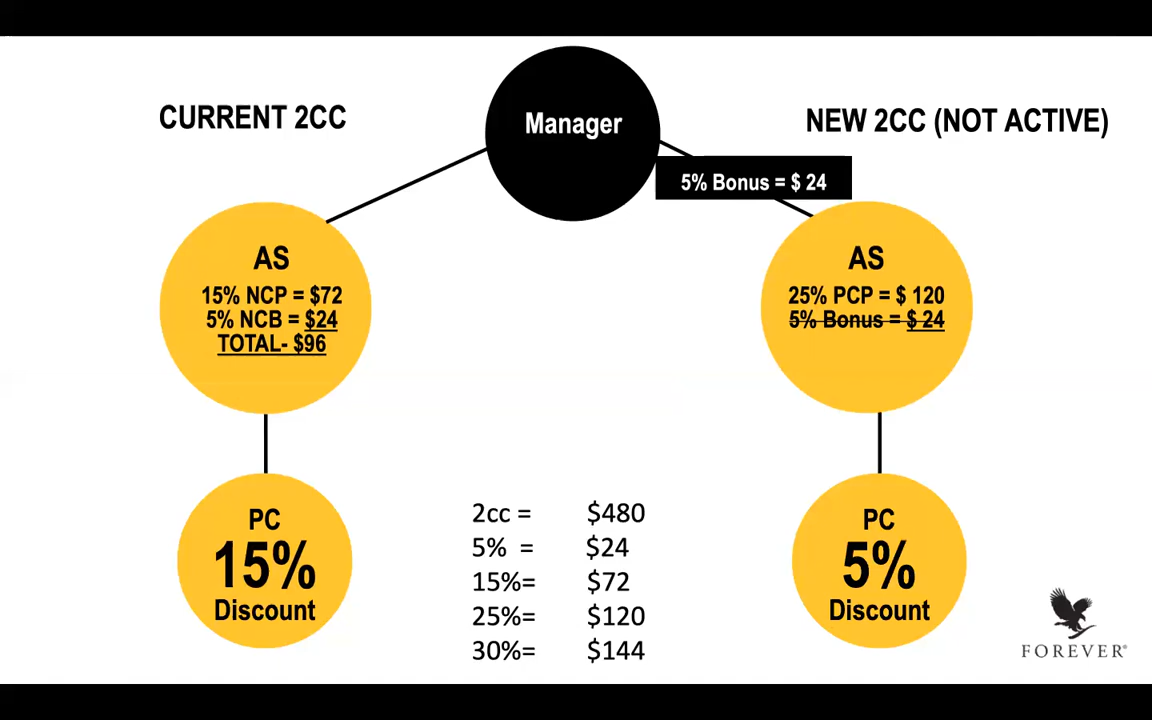 Manager
CURRENT 2CC
NEW 2CC (NOT ACTIVE)
5% Bonus = $ 24
AS
15% NCP = $72
5% NCB = $24
TOTAL- $96
AS
25% PCP = $ 120
5% Bonus = $ 24
PC
15%
Discount
2cc = $480
5% = $24
15%= $72
25%= $120
30%= $144
PC
5%
Discount
FOREVER®